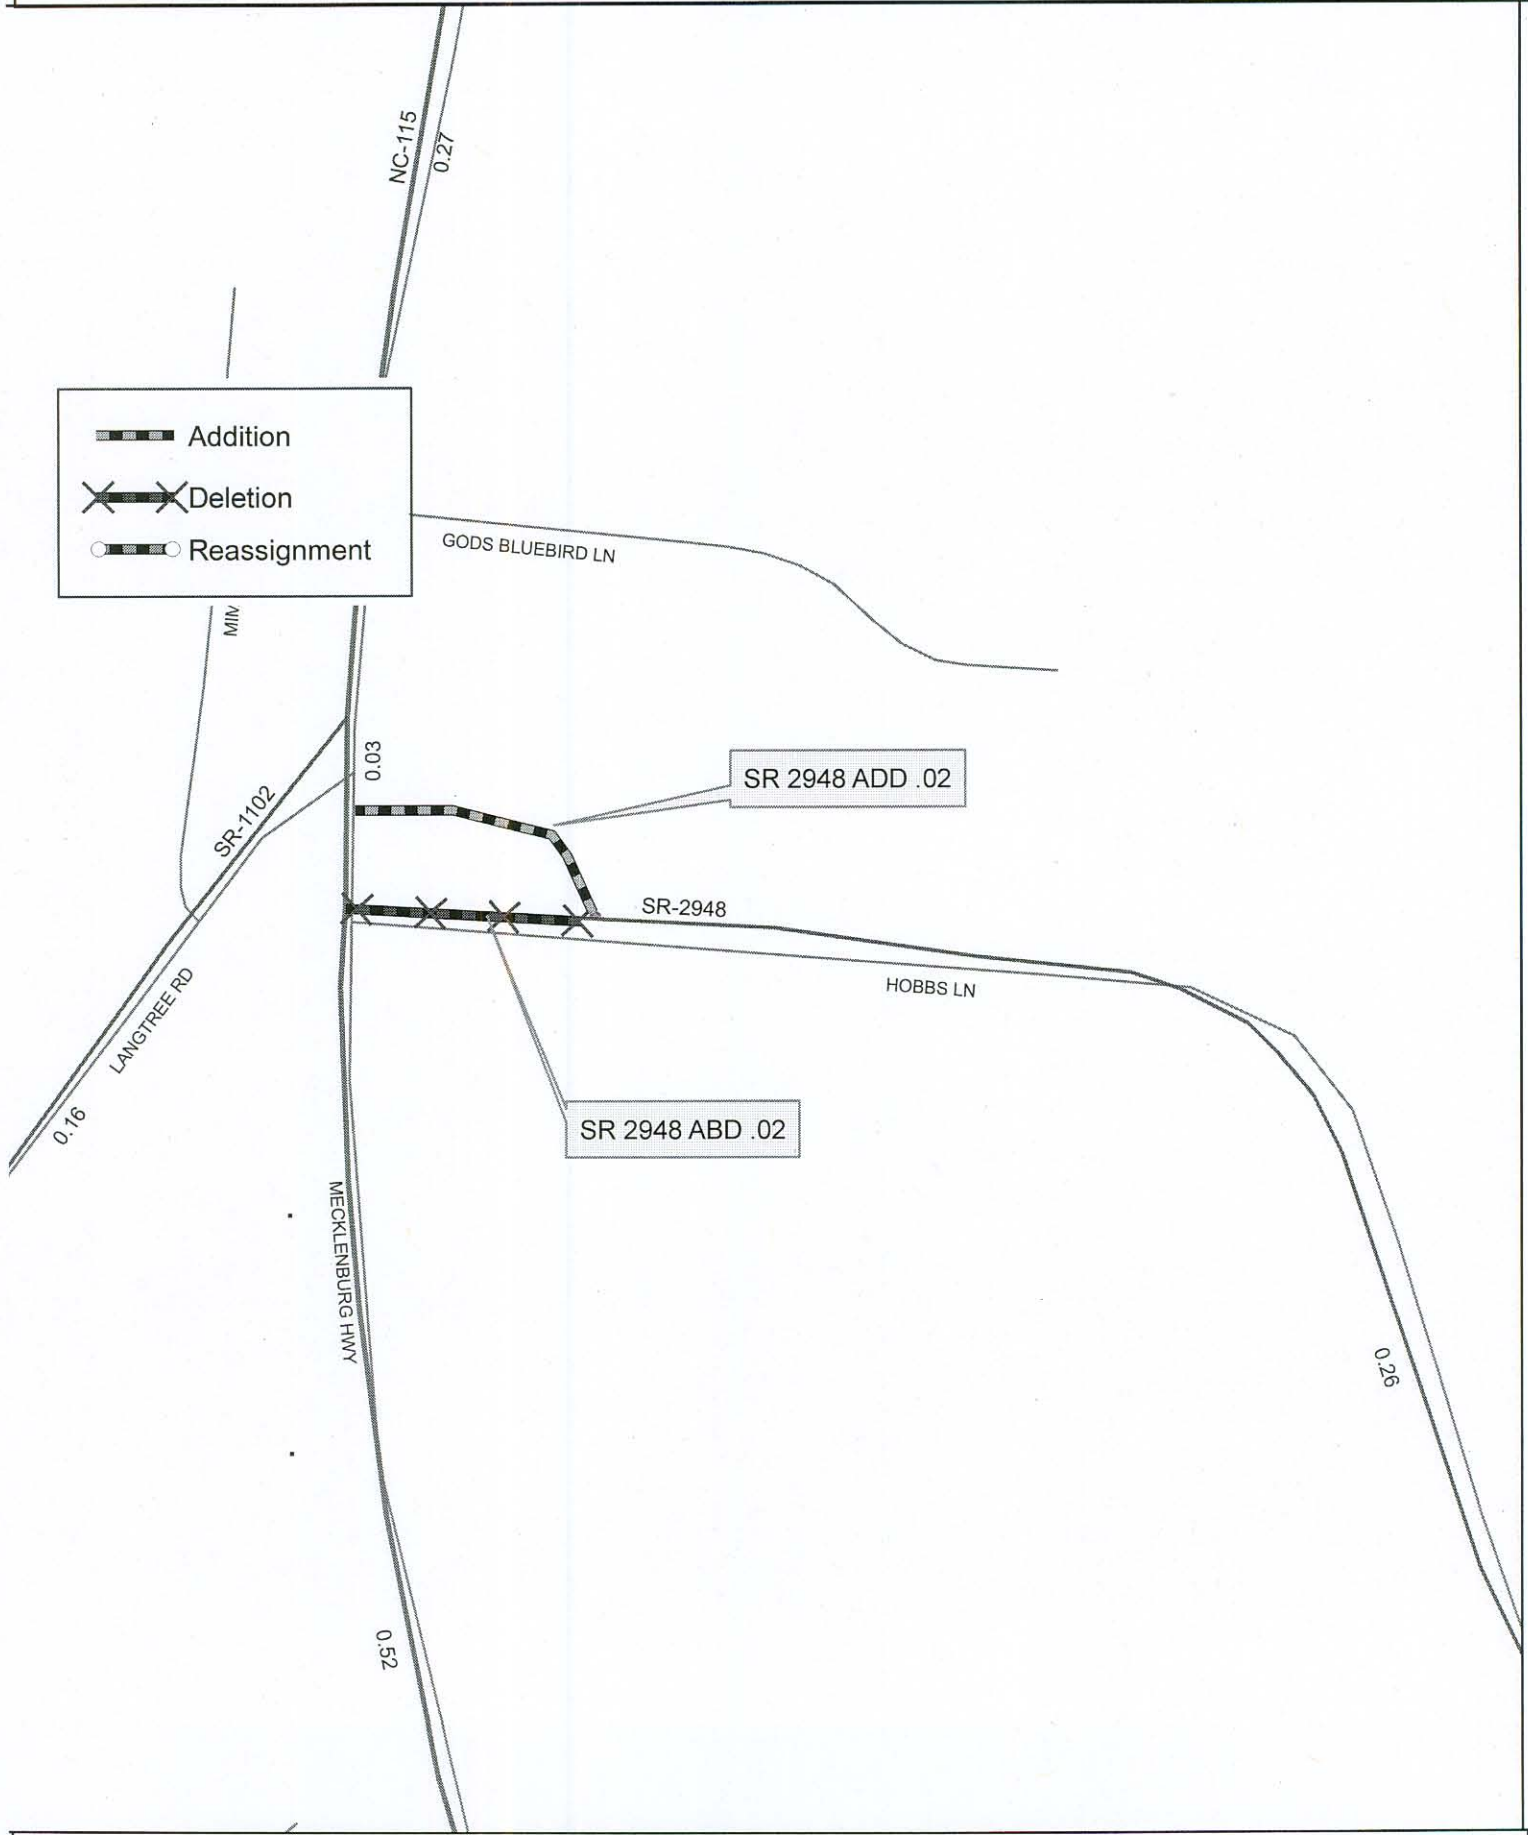 NC-115
0.27
Addition
Deletion
Reassignment
GODS BLUEBIRD LN
MIM
0.03
SR 2948 ADD .02
SR-1102
SR-2948
HOBBS LN
LANGTREE RD
0.16
SR 2948 ABD .02
MECKLENBURG HWY
0.26
0.52